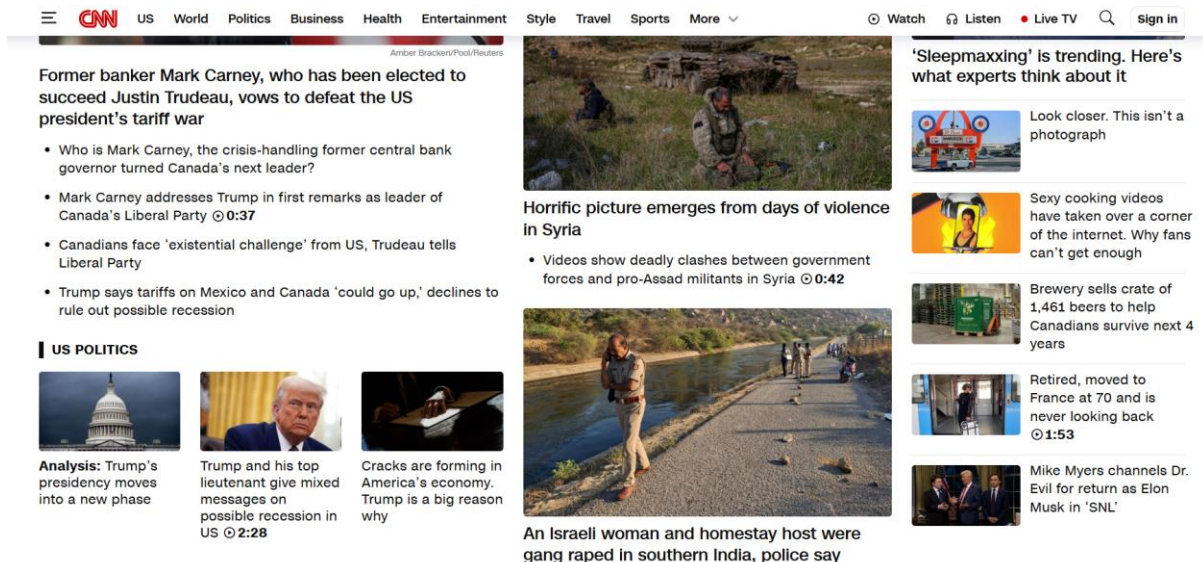 CNN
US
World
Politics
Business
Health
Entertainment
Style
Travel
Sports
More
Watch
Listen
Live TV
Sign in
Amber Bracken/Pool/Reuters
Former banker Mark Carney, who has been elected to
succeed Justin Trudeau, vows to defeat the US
president's tariff war
• Who is Mark Carney, the crisis-handling former central bank
governor turned Canada's next leader?
• Mark Carney addresses Trump in first remarks as leader of
Canada's Liberal Party 0:37
• Canadians face ‘existential challenge’ from US, Trudeau tells
Liberal Party
• Trump says tariffs on Mexico and Canada ‘could go up,’ declines to
rule out possible recession
US POLITICS
Analysis: Trump's
presidency moves
into a new phase
Trump and his top
lieutenant give mixed
messages on
possible recession in
US 2:28
Cracks are forming in
America's economy.
Trump is a big reason
why
Horrific picture emerges from days of violence
in Syria
• Videos show deadly clashes between government
forces and pro-Assad militants in Syria 0:42
An Israeli woman and homestay host were
gang raped in southern India, police say
‘Sleepmaxxing’ is trending. Here's
what experts think about it
Look closer. This isn't a
photograph
Sexy cooking videos
have taken over a corner
of the internet. Why fans
can't get enough
Brewery sells crate of
1,461 beers to help
Canadians survive next 4
years
Retired, moved to
France at 70 and is
never looking back
1:53
Mike Myers channels Dr.
Evil for return as Elon
Musk in ‘SNL’